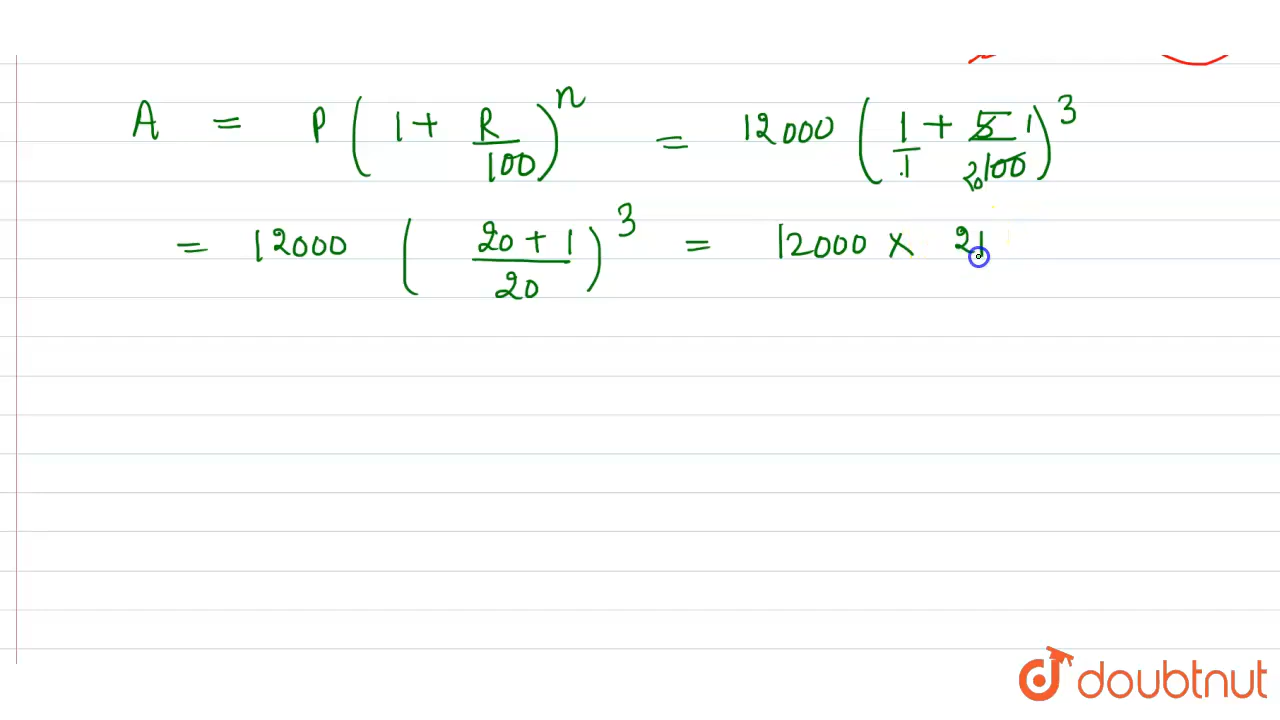 A = P ( 1 + R/100 )^n = 12000 ( 1/1 + 5/100 1/20 )^3
= 12000 ( 20 + 1 / 20 )^3 = 12000 × 21
doubtnut